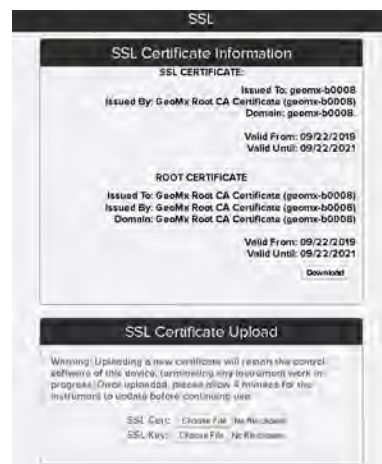 SSL
SSL Certificate Information
SSL CERTIFICATE:
Issued To: geomx-b0008
Issued By: GeoMx Root CA Certificate (geomx-b0008)
Domain: geomx-b0008
Valid From: 09/22/2019
Valid Until: 09/22/2021
ROOT CERTIFICATE
Issued To: GeoMx Root CA Certificate (geomx-b0008)
Issued By: GeoMx Root CA Certificate (geomx-b0008)
Domain: GeoMx Root CA Certificate (geomx-b0008)
Valid From: 09/22/2019
Valid Until: 09/22/2021
Download
SSL Certificate Upload
Warning: Uploading a new certificate will restart the control
software of this device, terminating any instrument work in
progress. Once uploaded, please allow 4 minutes for the
instrument to update before continued use.
SSL Cert: Choose File No file chosen
SSL Key: Choose File No file chosen